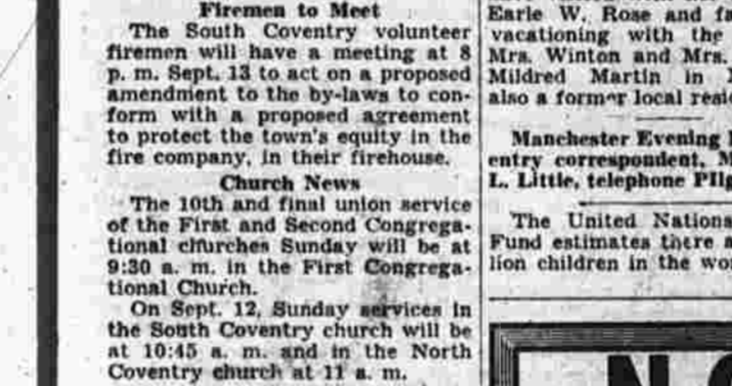 Firemen to Meet
The South Coventry volunteer
firemen will have a meeting at 8
p. m. Sept. 13 to act on a proposed
amendment to the by-laws to con-
form with a proposed agreement
to protect the town's equity in the
fire company, in their firehouse.
Church News
The 10th and final union service
of the First and Second Congrega-
tional churches Sunday will be at
9:30 a. m. in the First Congrega-
tional Church.
On Sept. 12, Sunday services in
the South Coventry church will be
at 10:45 a. m. and in the North
Coventry church at 11 a. m.
Earle W. Rose and
vacationing with the
Mrs. Winton and Mrs.
Mildred Martin in
also a former local
Manchester Evening
entry correspondent,
L. Little, telephone
The United Nations
Fund estimates there
lion children in the